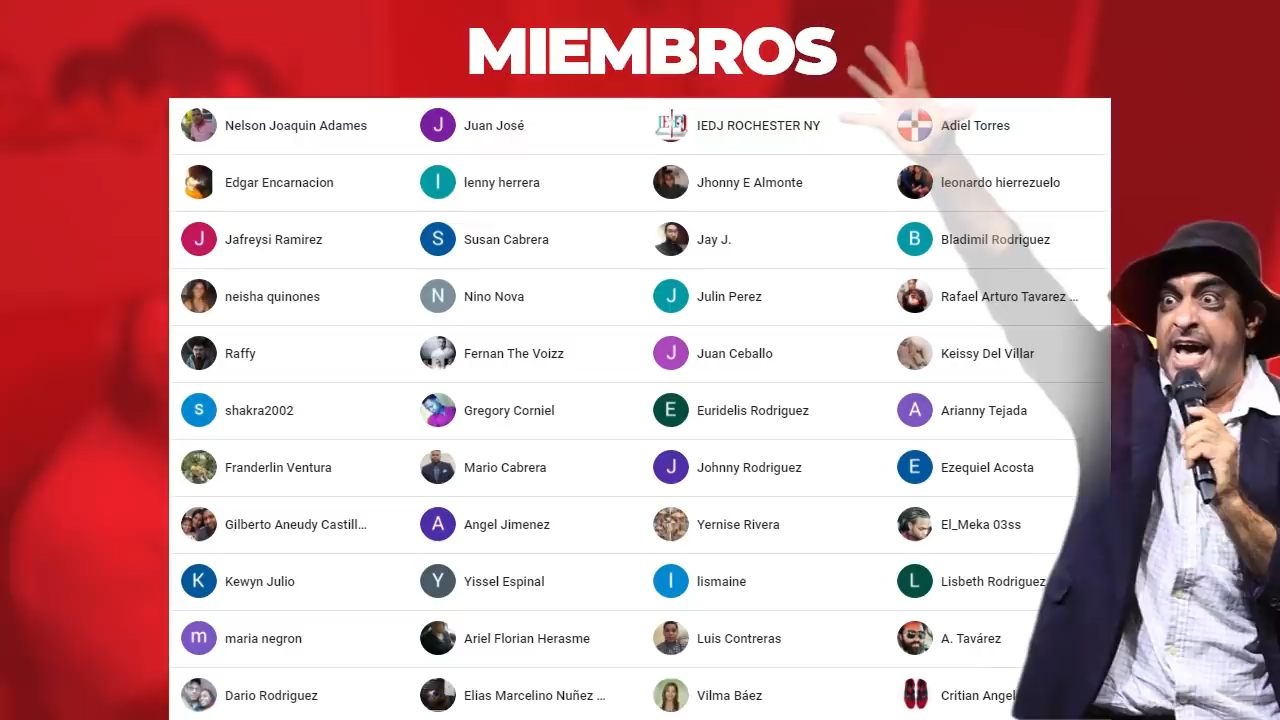 MIEMBROS
Nelson Joaquin Adames J Juan José IEDJ IEDJ ROCHESTER NY Adiel Torres
Edgar Encarnacion l lenny herrera Jhonny E Almonte leonardo hierrezuelo
J Jafreysi Ramirez S Susan Cabrera Jay J. B Bladimil Rodriguez
neisha quinones N Nino Nova J Julin Perez Rafael Arturo Tavarez ...
Raffy Fernan The Voizz J Juan Ceballo Keissy Del Villar
s shakra2002 Gregory Corniel E Euridelis Rodriguez A Arianny Tejada
Franderlin Ventura Mario Cabrera J Johnny Rodriguez E Ezequiel Acosta
Gilberto Aneudy Castill... A Angel Jimenez Yernise Rivera El_Meka 03ss
K Kewyn Julio Y Yissel Espinal l lismaine L Lisbeth Rodriguez
m maria negron Ariel Florian Herasme Luis Contreras A. Tavárez
Dario Rodriguez Elias Marcelino Nuñez ... Vilma Báez Critian Angel